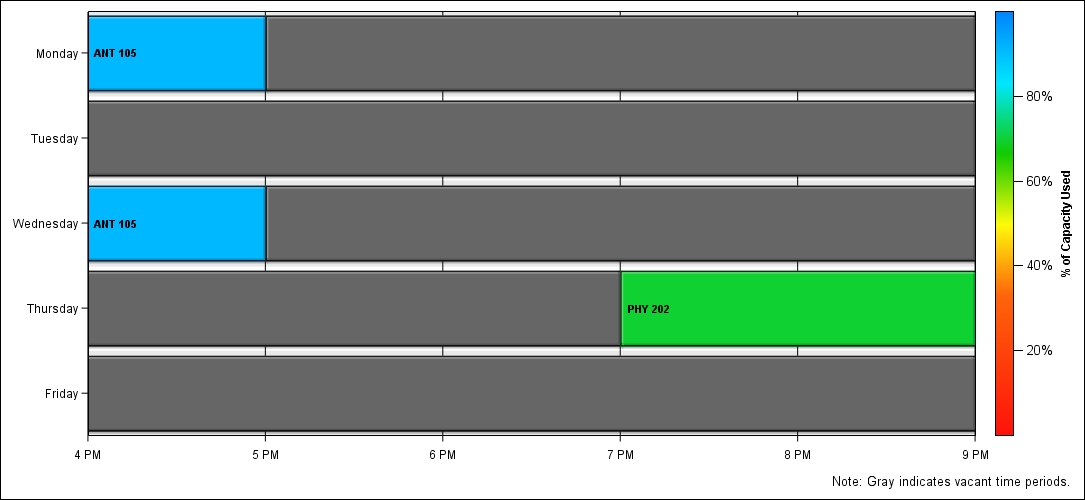 Monday
ANT 105
Tuesday
Wednesday
ANT 105
Thursday
PHY 202
Friday
4 PM 5 PM 6 PM 7 PM 8 PM 9 PM
80%
60%
40%
20%
% of Capacity Used
Note: Gray indicates vacant time periods.